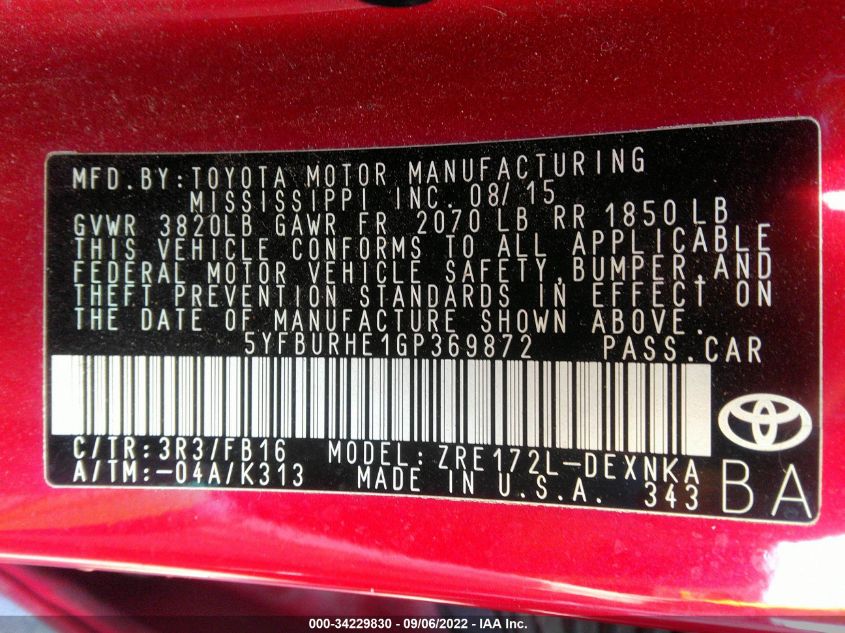 MFD.BY:TOYOTA MOTOR MANUFACTURING
MISSISSIPPI INC. 08/15
GVWR 3820LB GAWR FR 2070 LB RR 1850 LB
THIS VEHICLE CONFORMS TO ALL APPLICABLE
FEDERAL MOTOR VEHICLE SAFETY,BUMPER,AND
THEFT PREVENTION STANDARDS IN EFFECT ON
THE DATE OF MANUFACTURE SHOWN ABOVE.
5YFBURHE1GP369872 PASS.CAR
C/TR:3R3/FB16 MODEL:ZRE172L-DEXNKA
A/TM:-04A/K313 MADE IN U.S.A. 343
BA
000-34229830 - 09/06/2022 - IAA Inc.